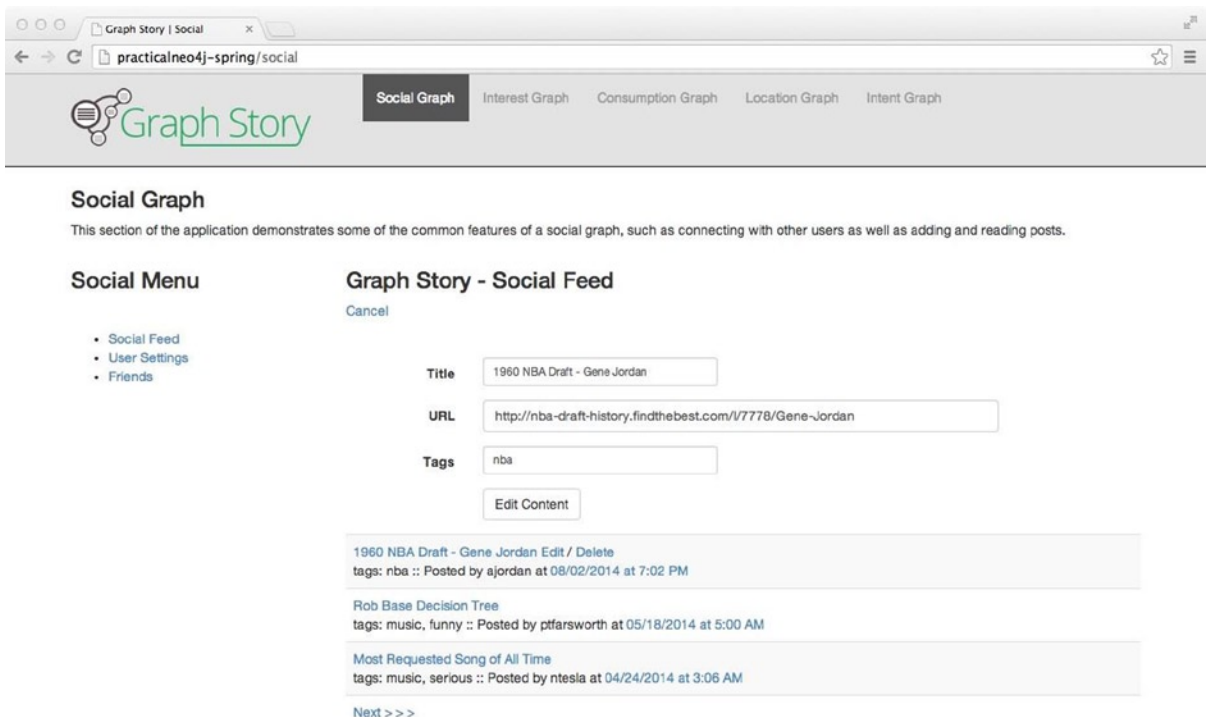 Graph Story | Social
practicalneo4j-spring/social
Graph Story
Social Graph
Interest Graph
Consumption Graph
Location Graph
Intent Graph
Social Graph
This section of the application demonstrates some of the common features of a social graph, such as connecting with other users as well as adding and reading posts.
Social Menu
Social Feed
User Settings
Friends
Graph Story - Social Feed
Cancel
Title
1960 NBA Draft - Gene Jordan
URL
http://nba-draft-history.findthebest.com/l/7778/Gene-Jordan
Tags
nba
Edit Content
1960 NBA Draft - Gene Jordan Edit / Delete
tags: nba :: Posted by ajordan at 08/02/2014 at 7:02 PM
Rob Base Decision Tree
tags: music, funny :: Posted by ptfarsworth at 05/18/2014 at 5:00 AM
Most Requested Song of All Time
tags: music, serious :: Posted by ntesla at 04/24/2014 at 3:06 AM
Next > > >